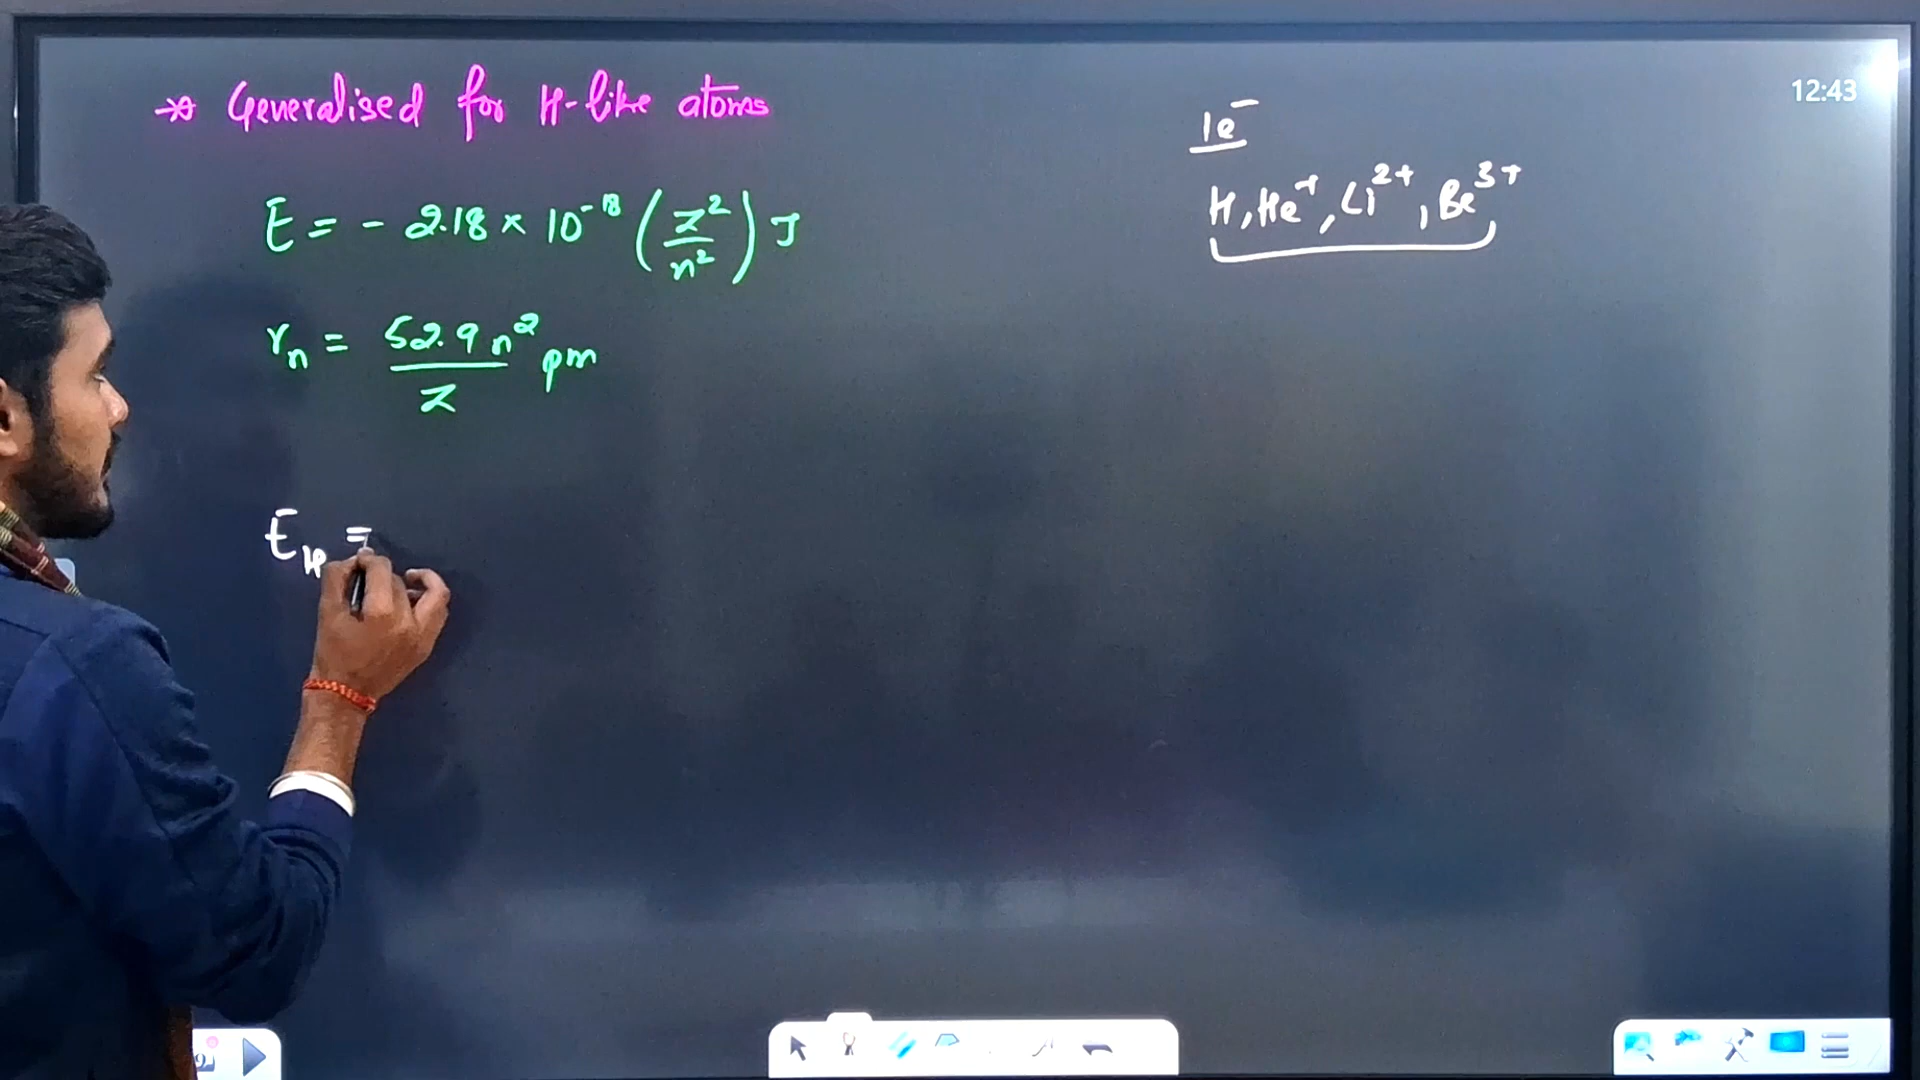 →* Generalised for H-like atoms
12:43
1e⁻
H, He⁺, Li²⁺, Be³⁺
E = - 2.18 × 10⁻¹⁸ (Z²/n²) J
rₙ = 52.9 n²/Z pm
E =